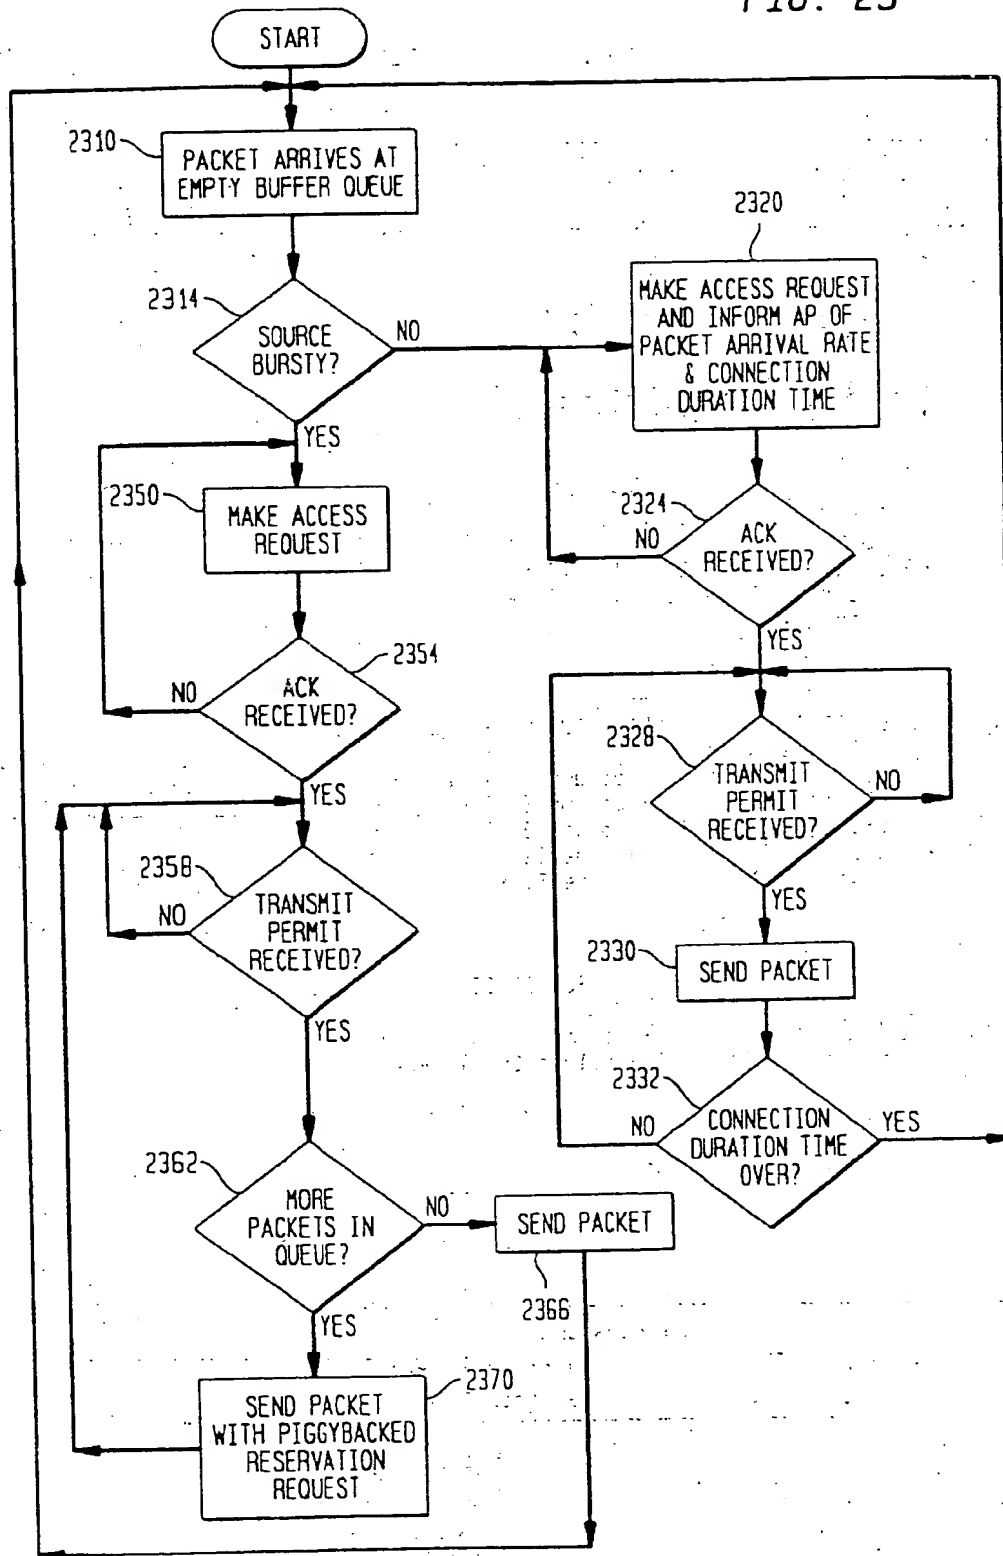 FIG. 23
START
2310
PACKET ARRIVES AT
EMPTY BUFFER QUEUE
2314
SOURCE
BURSTY?
NO
YES
2320
MAKE ACCESS REQUEST
AND INFORM AP OF
PACKET ARRIVAL RATE
& CONNECTION
DURATION TIME
2324
ACK
RECEIVED?
NO
YES
2350
MAKE ACCESS
REQUEST
2354
ACK
RECEIVED?
NO
YES
2328
TRANSMIT
PERMIT
RECEIVED?
NO
YES
2358
TRANSMIT
PERMIT
RECEIVED?
NO
YES
2330
SEND PACKET
2332
CONNECTION
DURATION TIME
OVER?
NO
YES
2362
MORE
PACKETS IN
QUEUE?
NO
YES
SEND PACKET
2366
2370
SEND PACKET
WITH PIGGYBACKED
RESERVATION
REQUEST